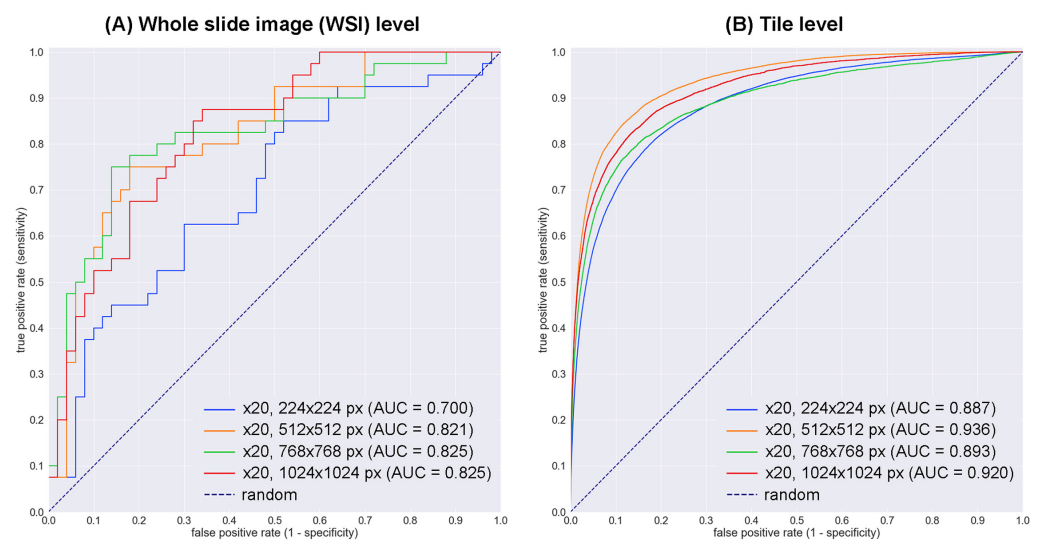 (A) Whole slide image (WSI) level
1.0
0.9
0.8
0.7
0.6
0.5
0.4
0.3
0.2
0.1
0.0
true positive rate (sensitivity)
x20, 224x224 px (AUC = 0.700)
x20, 512x512 px (AUC = 0.821)
x20, 768x768 px (AUC = 0.825)
x20, 1024x1024 px (AUC = 0.825)
random
0.0 0.1 0.2 0.3 0.4 0.5 0.6 0.7 0.8 0.9 1.0
false positive rate (1 - specificity)
(B) Tile level
1.0
0.9
0.8
0.7
0.6
0.5
0.4
0.3
0.2
0.1
0.0
true positive rate (sensitivity)
x20, 224x224 px (AUC = 0.887)
x20, 512x512 px (AUC = 0.936)
x20, 768x768 px (AUC = 0.893)
x20, 1024x1024 px (AUC = 0.920)
random
0.0 0.1 0.2 0.3 0.4 0.5 0.6 0.7 0.8 0.9 1.0
false positive rate (1 - specificity)